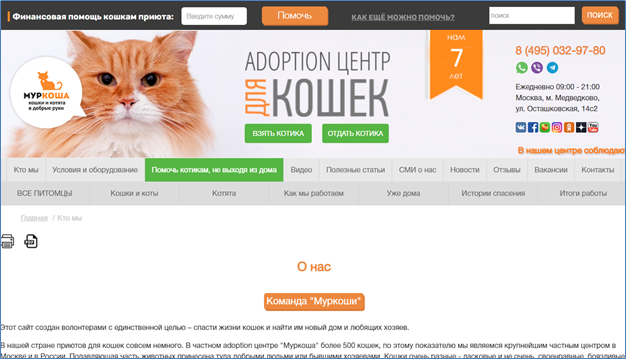 Финансовая помощь кошкам приюта:
Введите сумму
Помочь
КАК ЕЩЁ МОЖНО ПОМОЧЬ?
поиск
ПОИСК
МУРКОША
кошки и котята
в добрые руки
ADOPTION ЦЕНТР
ДЛЯ КОШЕК
ВЗЯТЬ КОТИКА
ОТДАТЬ КОТИКА
нам
7
лет
8 (495) 032-97-80
Ежедневно 09:00 - 21:00
Москва, м. Медведково,
ул. Осташковская, 14с2
You
В нашем центре соблюдаю
Кто мы
Условия и оборудование
Помочь котикам, не выходя из дома
Видео
Полезные статьи
СМИ о нас
Новости
Отзывы
Вакансии
Контакты
ВСЕ ПИТОМЦЫ
Кошки и коты
Котята
Как мы работаем
Уже дома
Истории спасения
Итоги работы
Главная / Кто мы
О нас
Команда "Муркоши"
Этот сайт создан волонтерами с единственной целью – спасти жизни кошек и найти им новый дом и любящих хозяев.
В нашей стране приютов для кошек совсем немного. В частном adoption центре "Муркоша" более 500 кошек, по этому показателю мы являемся крупнейшим частным центром в
Москве и в России. Подавляющая часть животных принесена туда добрыми людьми или бывшими хозяевами. Кошки очень разные - ласковые и не очень, своенравные, боязливые